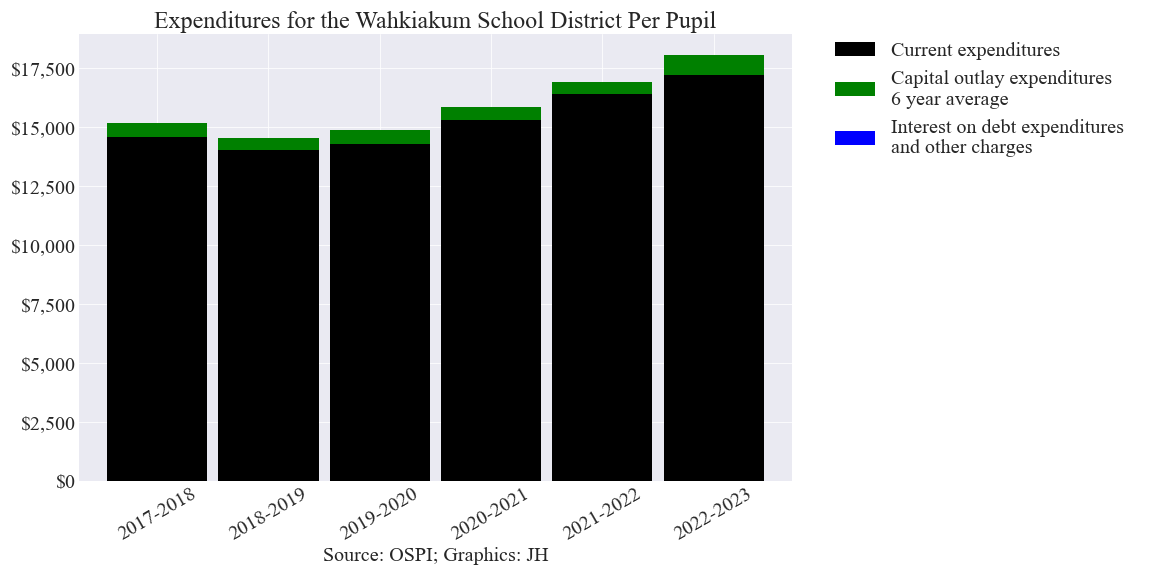 Expenditures for the Wahkiakum School District Per Pupil
$17,500
$15,000
$12,500
$10,000
$7,500
$5,000
$2,500
$0
2017-2018
2018-2019
2019-2020
2020-2021
2021-2022
2022-2023
Source: OSPI; Graphics: JH
Current expenditures
Capital outlay expenditures
6 year average
Interest on debt expenditures
and other charges